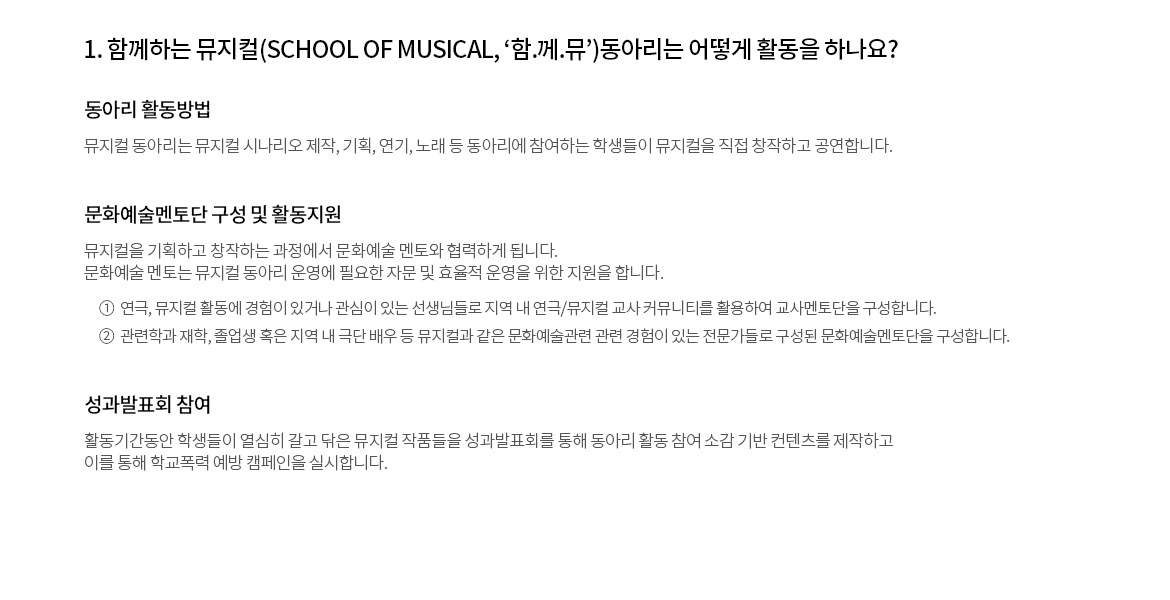 1. 함께하는 뮤지컬(SCHOOL OF MUSICAL, ‘함.께.뮤’)동아리는 어떻게 활동을 하나요?
동아리 활동방법
뮤지컬 동아리는 뮤지컬 시나리오 제작, 기획, 연기, 노래 등 동아리에 참여하는 학생들이 뮤지컬을 직접 창작하고 공연합니다.
문화예술멘토단 구성 및 활동지원
뮤지컬을 기획하고 창작하는 과정에서 문화예술 멘토와 협력하게 됩니다.
문화예술 멘토는 뮤지컬 동아리 운영에 필요한 자문 및 효율적 운영을 위한 지원을 합니다.
① 연극, 뮤지컬 활동에 경험이 있거나 관심이 있는 선생님들로 지역 내 연극/뮤지컬 교사 커뮤니티를 활용하여 교사멘토단을 구성합니다.
② 관련학과 재학, 졸업생 혹은 지역 내 극단 배우 등 뮤지컬과 같은 문화예술관련 관련 경험이 있는 전문가들로 구성된 문화예술멘토단을 구성합니다.
성과발표회 참여
활동기간동안 학생들이 열심히 갈고 닦은 뮤지컬 작품들을 성과발표회를 통해 동아리 활동 참여 소감 기반 컨텐츠를 제작하고
이를 통해 학교폭력 예방 캠페인을 실시합니다.